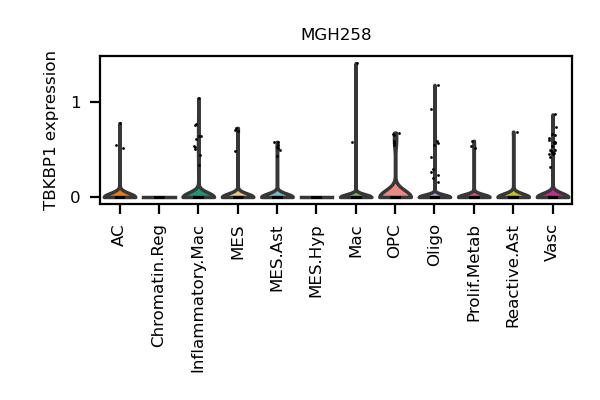 MGH258
TBKBP1 expression
1
0
AC
Chromatin.Reg
Inflammatory.Mac
MES
MES.Ast
MES.Hyp
Mac
OPC
Oligo
Prolif.Metab
Reactive.Ast
Vasc